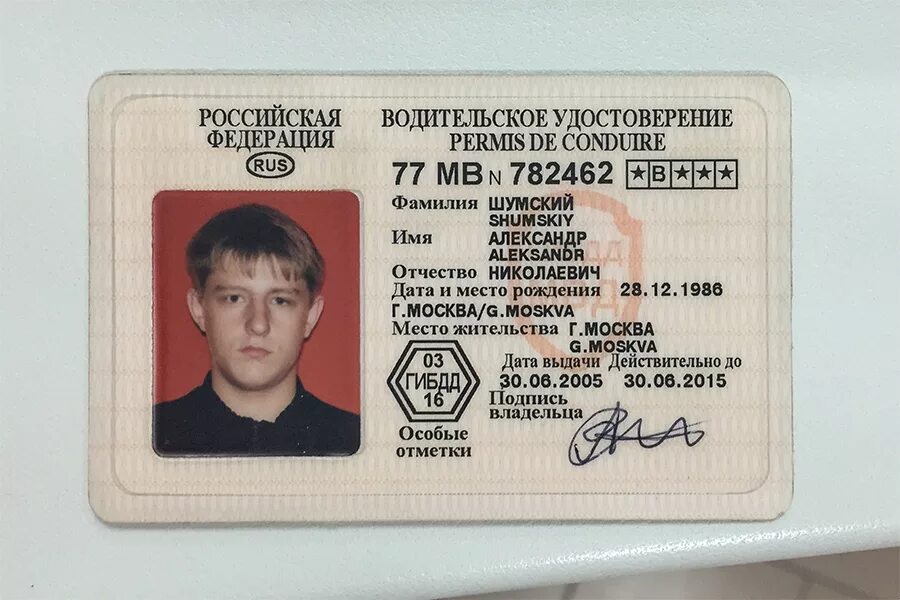 РОССИЙСКАЯ
ФЕДЕРАЦИЯ
RUS
ВОДИТЕЛЬСКОЕ УДОСТОВЕРЕНИЕ
PERMIS DE CONDUIRE
77 МВ N 782462 ★B★★★
Фамилия ШУМСКИЙ
SHUMSKIY
Имя АЛЕКСАНДР
ALEKSANDR
Отчество НИКОЛАЕВИЧ
Дата и место рождения 28.12.1986
Г.МОСКВА/G.MOSKVA
Место жительства Г.МОСКВА
G.MOSKVA
Дата выдачи Действительно до
30.06.2005 30.06.2015
03
ГИБДД
16
Подпись
владельца
Особые
отметки